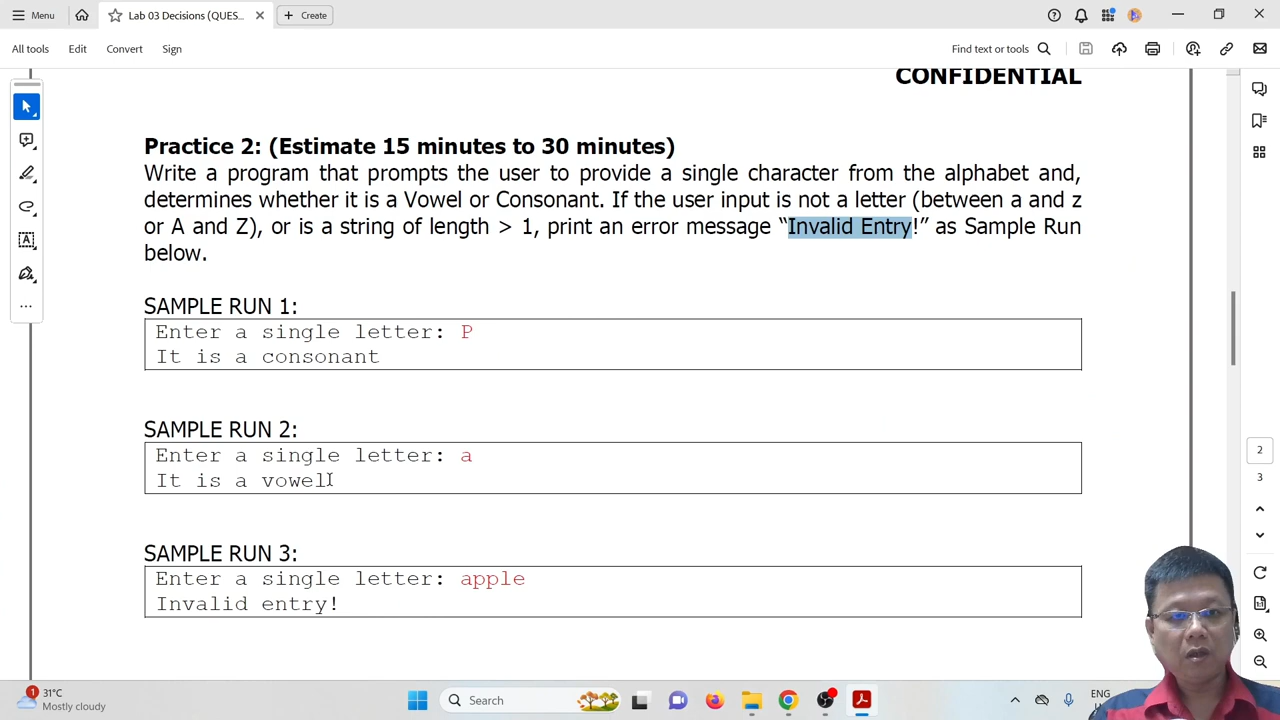 Menu
Lab 03 Decisions (QUES...
Create
All tools
Edit
Convert
Sign
Find text or tools
CONFIDENTIAL
Practice 2: (Estimate 15 minutes to 30 minutes)
Write a program that prompts the user to provide a single character from the alphabet and,
determines whether it is a Vowel or Consonant. If the user input is not a letter (between a and z
or A and Z), or is a string of length > 1, print an error message “Invalid Entry!” as Sample Run
below.
SAMPLE RUN 1:
Enter a single letter: P
It is a consonant
SAMPLE RUN 2:
Enter a single letter: a
It is a vowel
SAMPLE RUN 3:
Enter a single letter: apple
Invalid entry!
2
3
1
31°C
Mostly cloudy
Search
ENG